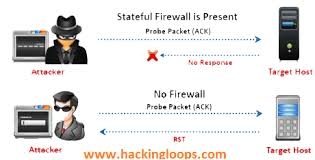 Stateful Firewall is Present
Probe Packet (ACK)
No Response
Attacker
Target Host
No Firewall
Probe Packet (ACK)
RST
Attacker
Target Host
www.hackingloops.com